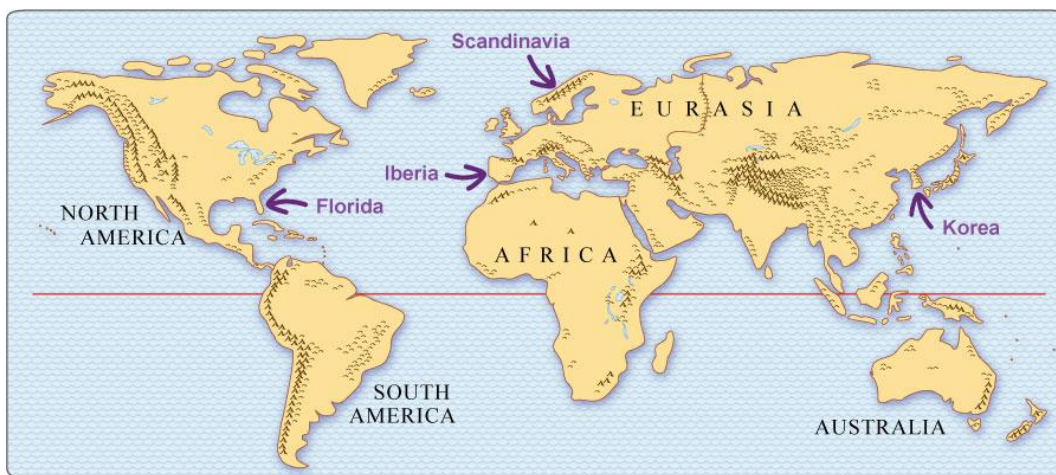 Scandinavia
EURASIA
Iberia
Florida
NORTH
AMERICA
AFRICA
Korea
SOUTH
AMERICA
AUSTRALIA